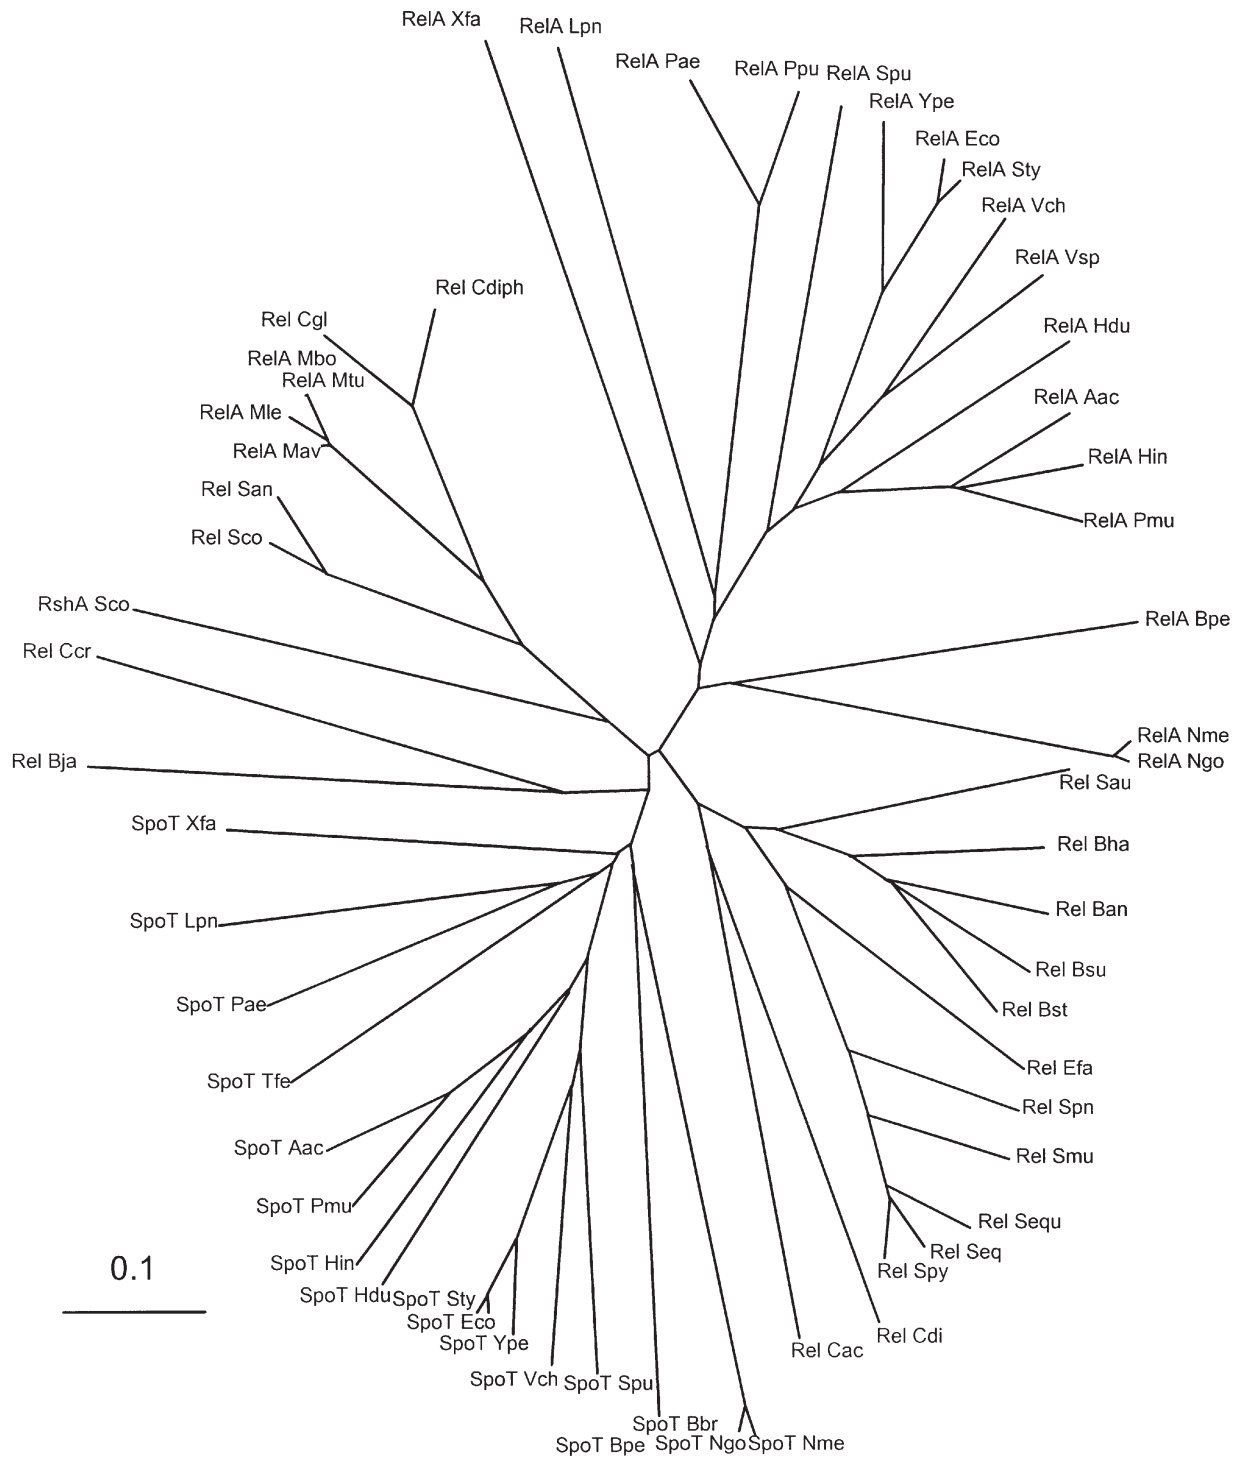 RelA Xfa
RelA Lpn
RelA Pae
RelA Ppu
RelA Spu
RelA Ype
RelA Eco
RelA Sty
RelA Vch
RelA Vsp
Rel Cdiph
Rel Cgl
RelA Hdu
RelA Mbo
RelA Mtu
RelA Aac
RelA Mle
RelA Mav
RelA Hin
Rel San
RelA Pmu
Rel Sco
RshA Sco
RelA Bpe
Rel Ccr
RelA Nme
Rel Bja
RelA Ngo
Rel Sau
SpoT Xfa
Rel Bha
Rel Ban
SpoT Lpn
Rel Bsu
SpoT Pae
Rel Bst
Rel Efa
SpoT Tfe
Rel Spn
SpoT Aac
Rel Smu
SpoT Pmu
Rel Sequ
Rel Seq
SpoT Hin
Rel Spy
0.1
SpoT Hdu
SpoT Sty
SpoT Eco
Rel Cdi
SpoT Ype
Rel Cac
SpoT Vch
SpoT Spu
SpoT Bbr
SpoT Bpe
SpoT Ngo
SpoT Nme